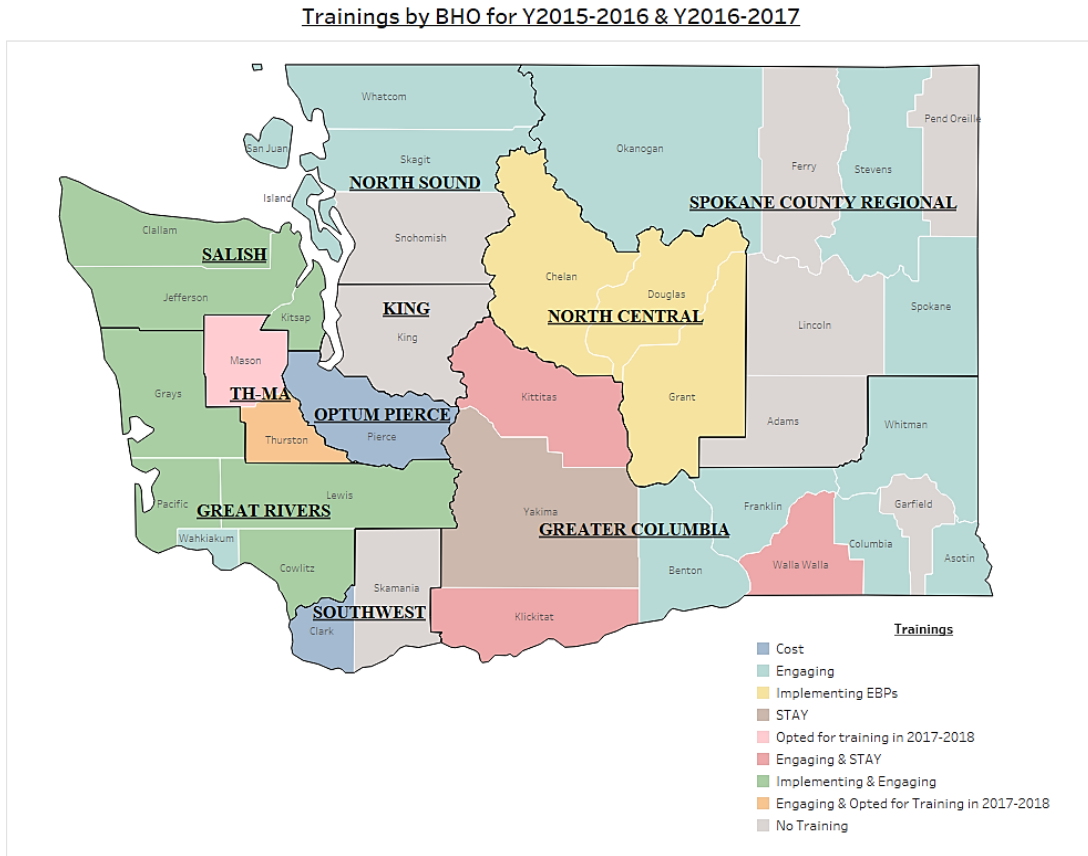 Trainings by BHO for Y2015-2016 & Y2016-2017
Whatcom
San Juan
Skagit
NORTH SOUND
Island
Snohomish
Okanogan
Ferry
Stevens
Pend Oreille
SPOKANE COUNTY REGIONAL
Clallam
SALISH
Jefferson
Kitsap
KING
King
Chelan
Douglas
NORTH CENTRAL
Grant
Lincoln
Spokane
Mason
TH-MA
Grays
Thurston
OPTUM PIERCE
Pierce
Kittitas
Adams
Whitman
Pacific
Lewis
GREAT RIVERS
Wahkiakum
Cowlitz
Yakima
GREATER COLUMBIA
Franklin
Garfield
Columbia
Asotin
Benton
Walla Walla
Skamania
SOUTHWEST
Clark
Klickitat
Trainings
Cost
Engaging
Implementing EBPs
STAY
Opted for training in 2017-2018
Engaging & STAY
Implementing & Engaging
Engaging & Opted for Training in 2017-2018
No Training